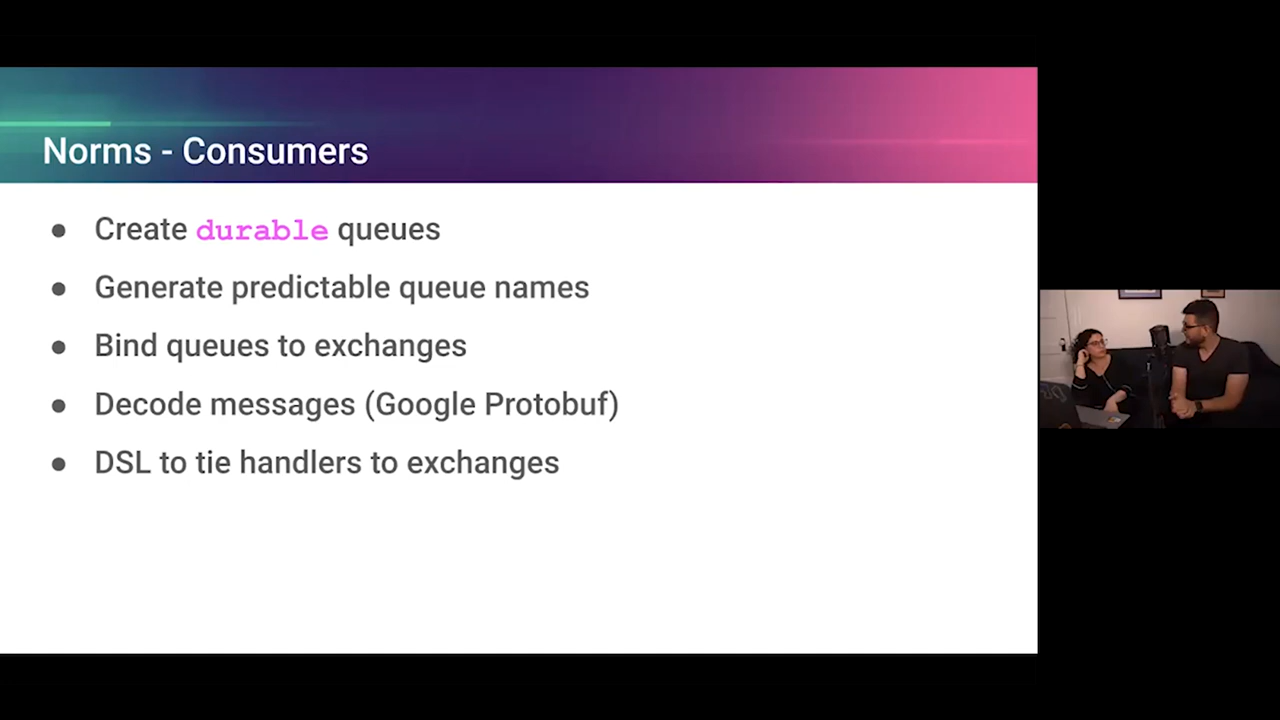 Norms - Consumers
Create durable queues
Generate predictable queue names
Bind queues to exchanges
Decode messages (Google Protobuf)
DSL to tie handlers to exchanges